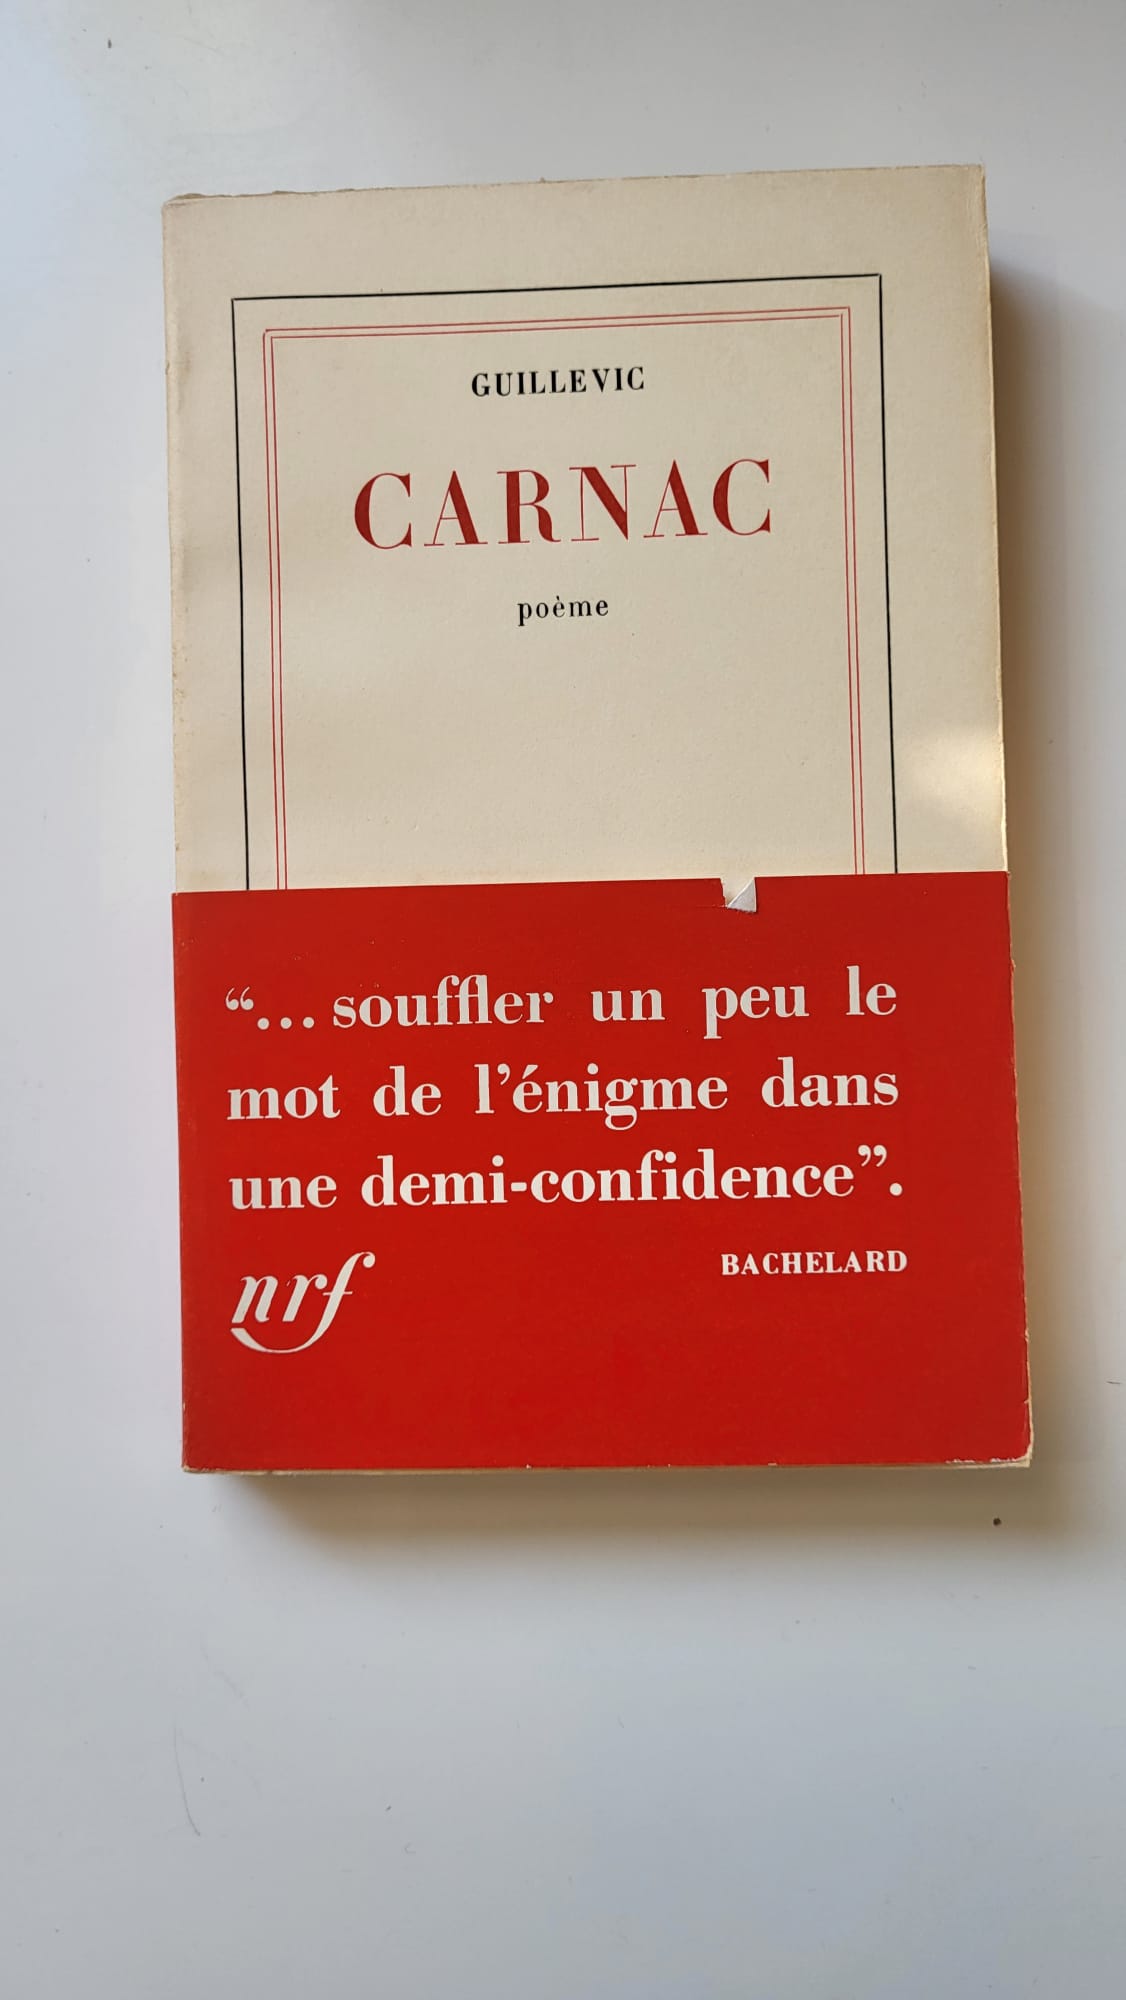 GUILLEVIC
CARNAC
poème
“... souffler un peu le
mot de l’énigme dans
une demi-confidence”.
nrf
BACHELARD